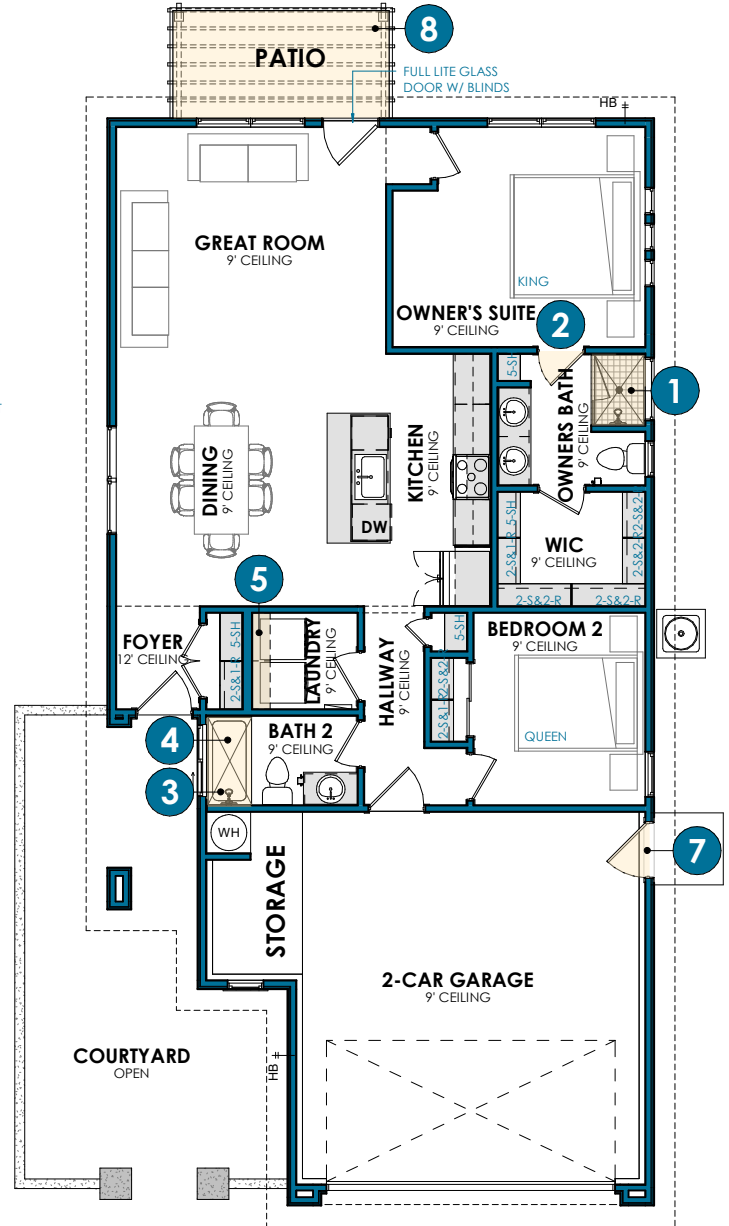 8
PATIO
FULL LITE GLASS
DOOR W/ BLINDS
HB
GREAT ROOM
9' CEILING
KING
OWNER'S SUITE
9' CEILING
2
5-SH
1
OWNERS BATH
9' CEILING
KITCHEN
9' CEILING
DINING
9' CEILING
DW
5-SH
2-S&1-R
2-S&2-R
2-S&2-R
WIC
9' CEILING
2-S&2-R
2-S&2-R
5
FOYER
12' CEILING
5-SH
2-S&1-R
LAUNDRY
9' CEILING
HALLWAY
9' CEILING
5-SH
BEDROOM 2
9' CEILING
2-S&1-R
QUEEN
4
BATH 2
9' CEILING
3
WH
7
STORAGE
2-CAR GARAGE
9' CEILING
COURTYARD
OPEN
HB